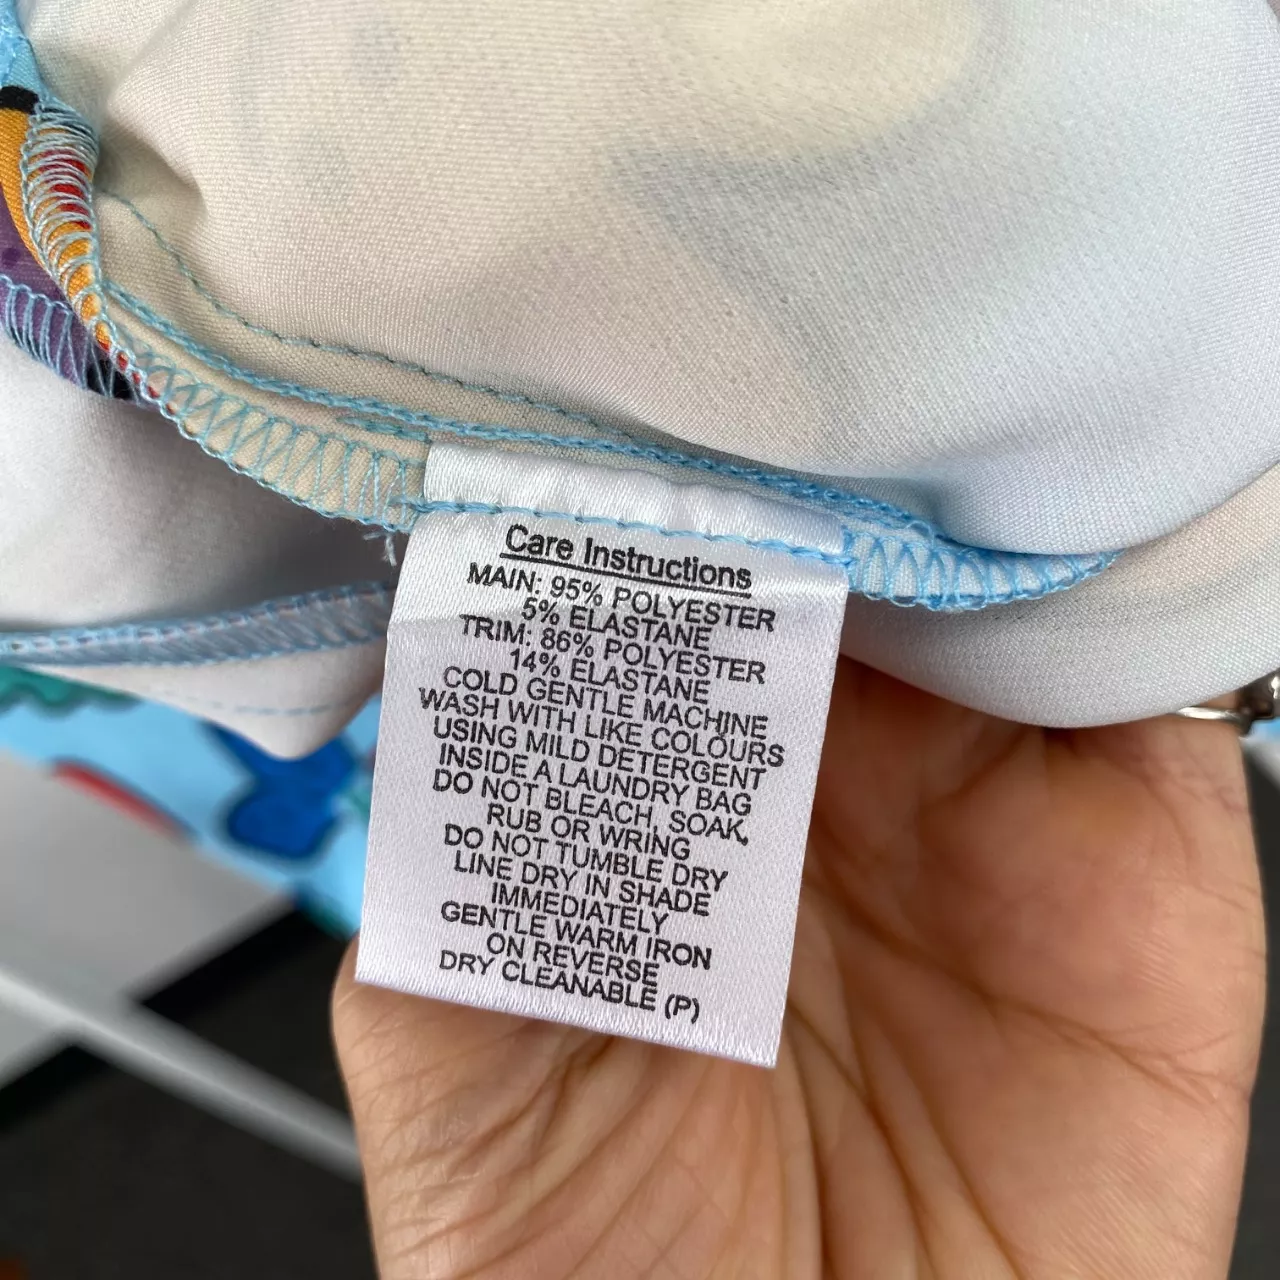 Care Instructions
MAIN: 95% POLYESTER
5% ELASTANE
TRIM: 86% POLYESTER
14% ELASTANE
COLD GENTLE MACHINE
WASH WITH LIKE COLOURS
USING MILD DETERGENT
INSIDE A LAUNDRY BAG
DO NOT BLEACH, SOAK,
RUB OR WRING
DO NOT TUMBLE DRY
LINE DRY IN SHADE
IMMEDIATELY
GENTLE WARM IRON
ON REVERSE
DRY CLEANABLE (P)